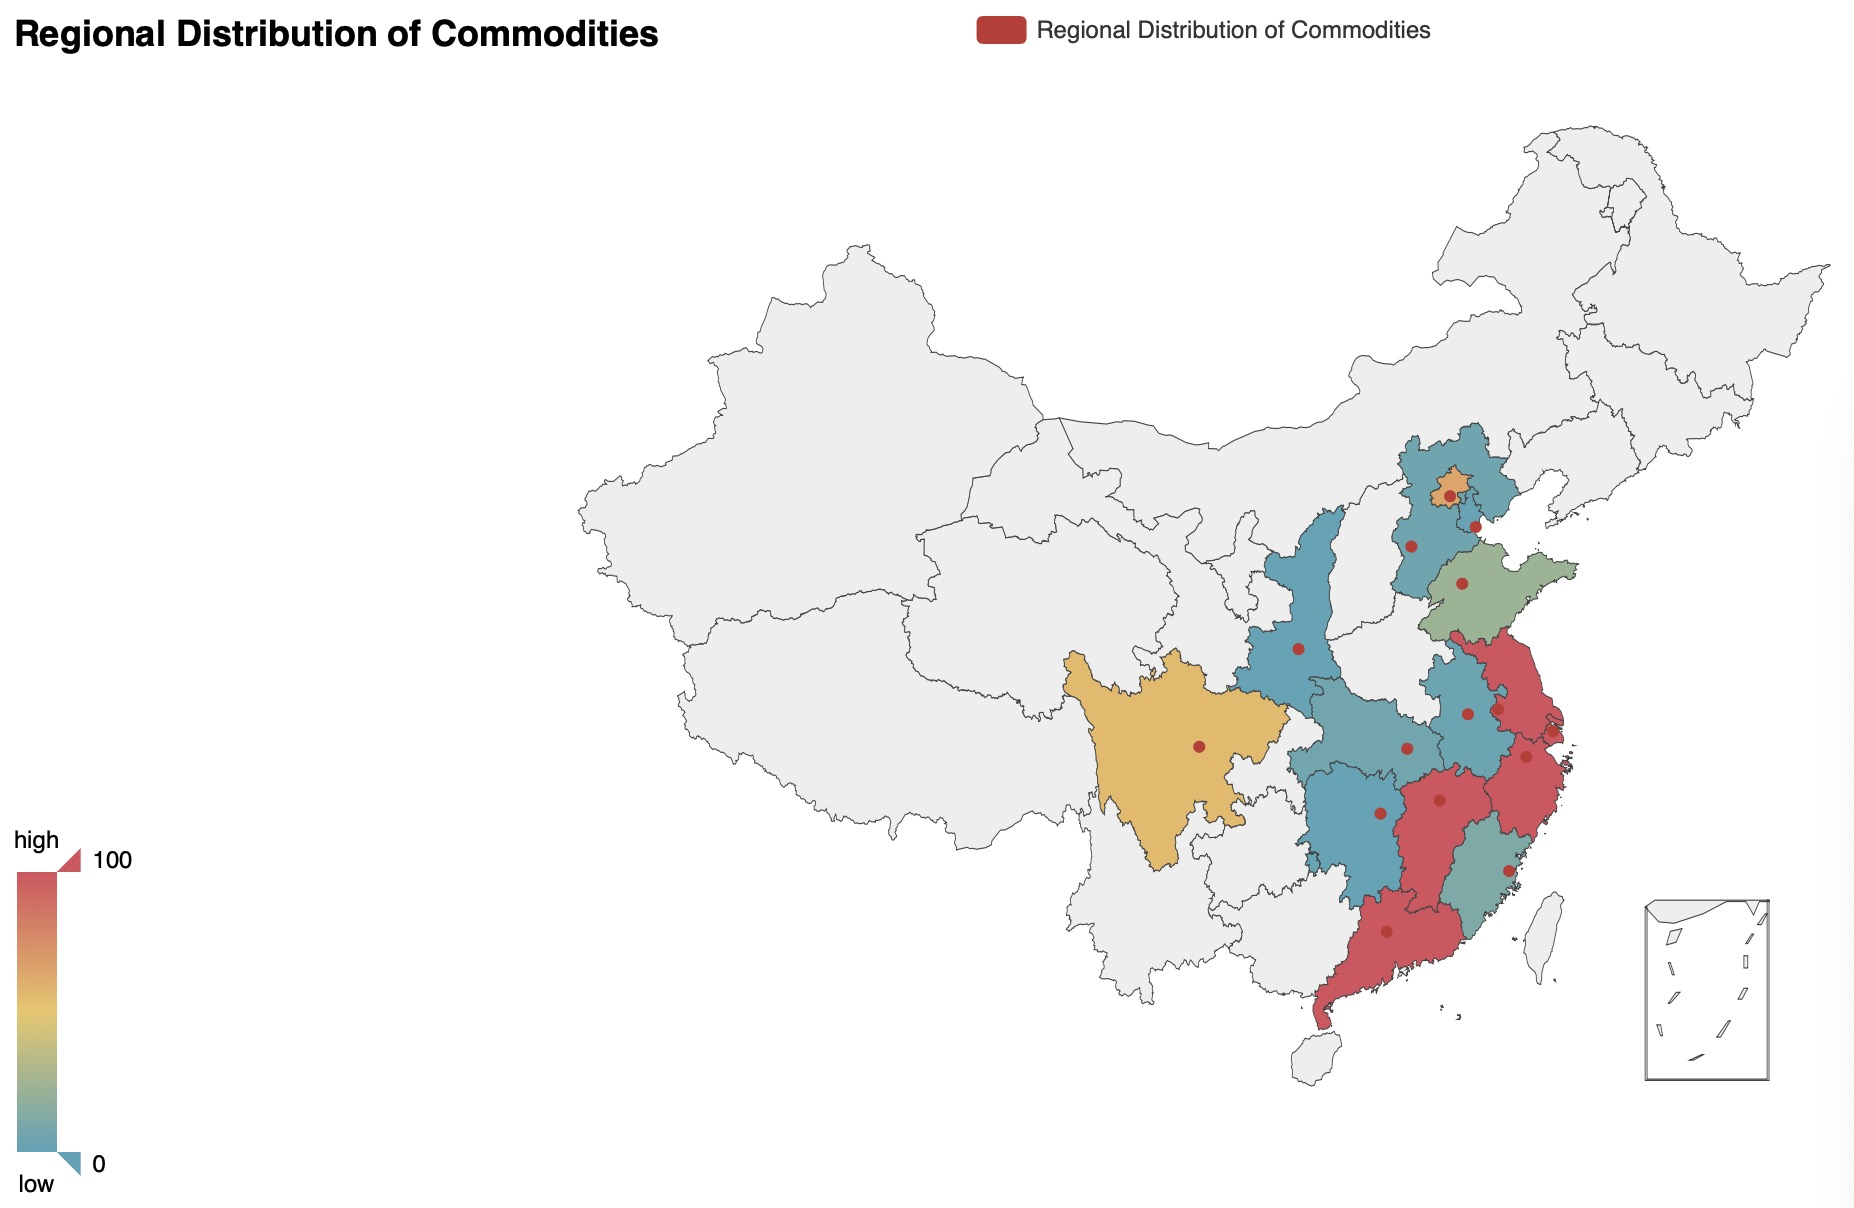 Regional Distribution of Commodities
Regional Distribution of Commodities
high
100
0
low